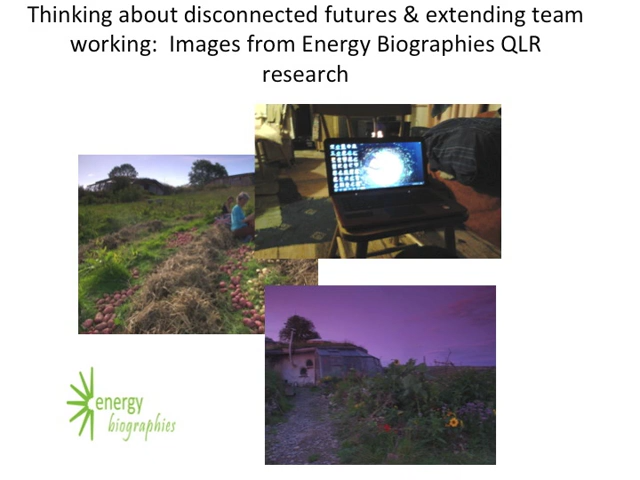 Thinking about disconnected futures & extending team
working:  Images from Energy Biographies QLR
research
energy
biographies